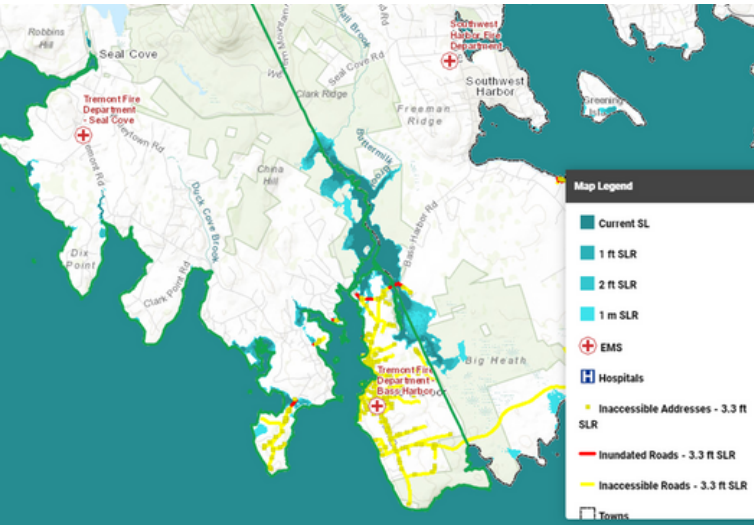 Robbins
Hill
Seal Cove
Tremont Fire
Department
- Seal Cove
Clark Ridge
Seal Cove Rd
Southwest
Harbor Fire
Department
Southwest
Harbor
Greening
Freeman
Ridge
China
Hill
Duck Cove Brook
Bass Harbor Rd
Dix
Point
Clark Point Rd
Big Heath
Tremont Fire
Department -
Bass Harbor
Map Legend
Current SL
1 ft SLR
2 ft SLR
1 m SLR
EMS
H Hospitals
Inaccessible Addresses - 3.3 ft
SLR
Inundated Roads - 3.3 ft SLR
Inaccessible Roads - 3.3 ft SLR
Towns